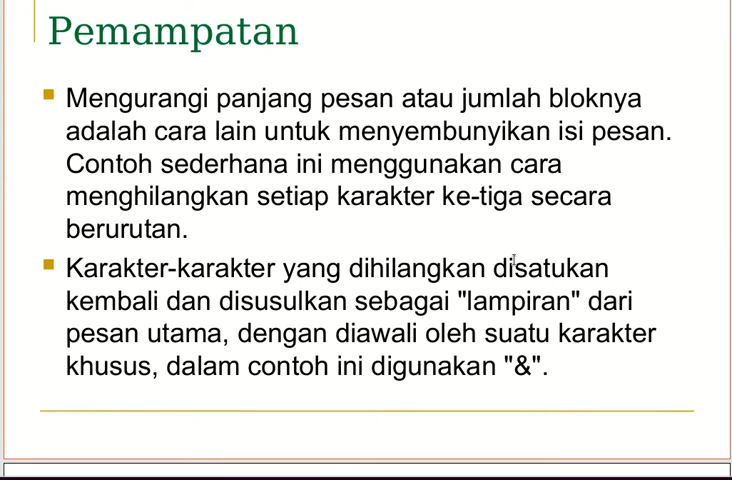 Pemampatan
Mengurangi panjang pesan atau jumlah bloknya
adalah cara lain untuk menyembunyikan isi pesan.
Contoh sederhana ini menggunakan cara
menghilangkan setiap karakter ke-tiga secara
berurutan.
Karakter-karakter yang dihilangkan disatukan
kembali dan disusulkan sebagai "lampiran" dari
pesan utama, dengan diawali oleh suatu karakter
khusus, dalam contoh ini digunakan "&".